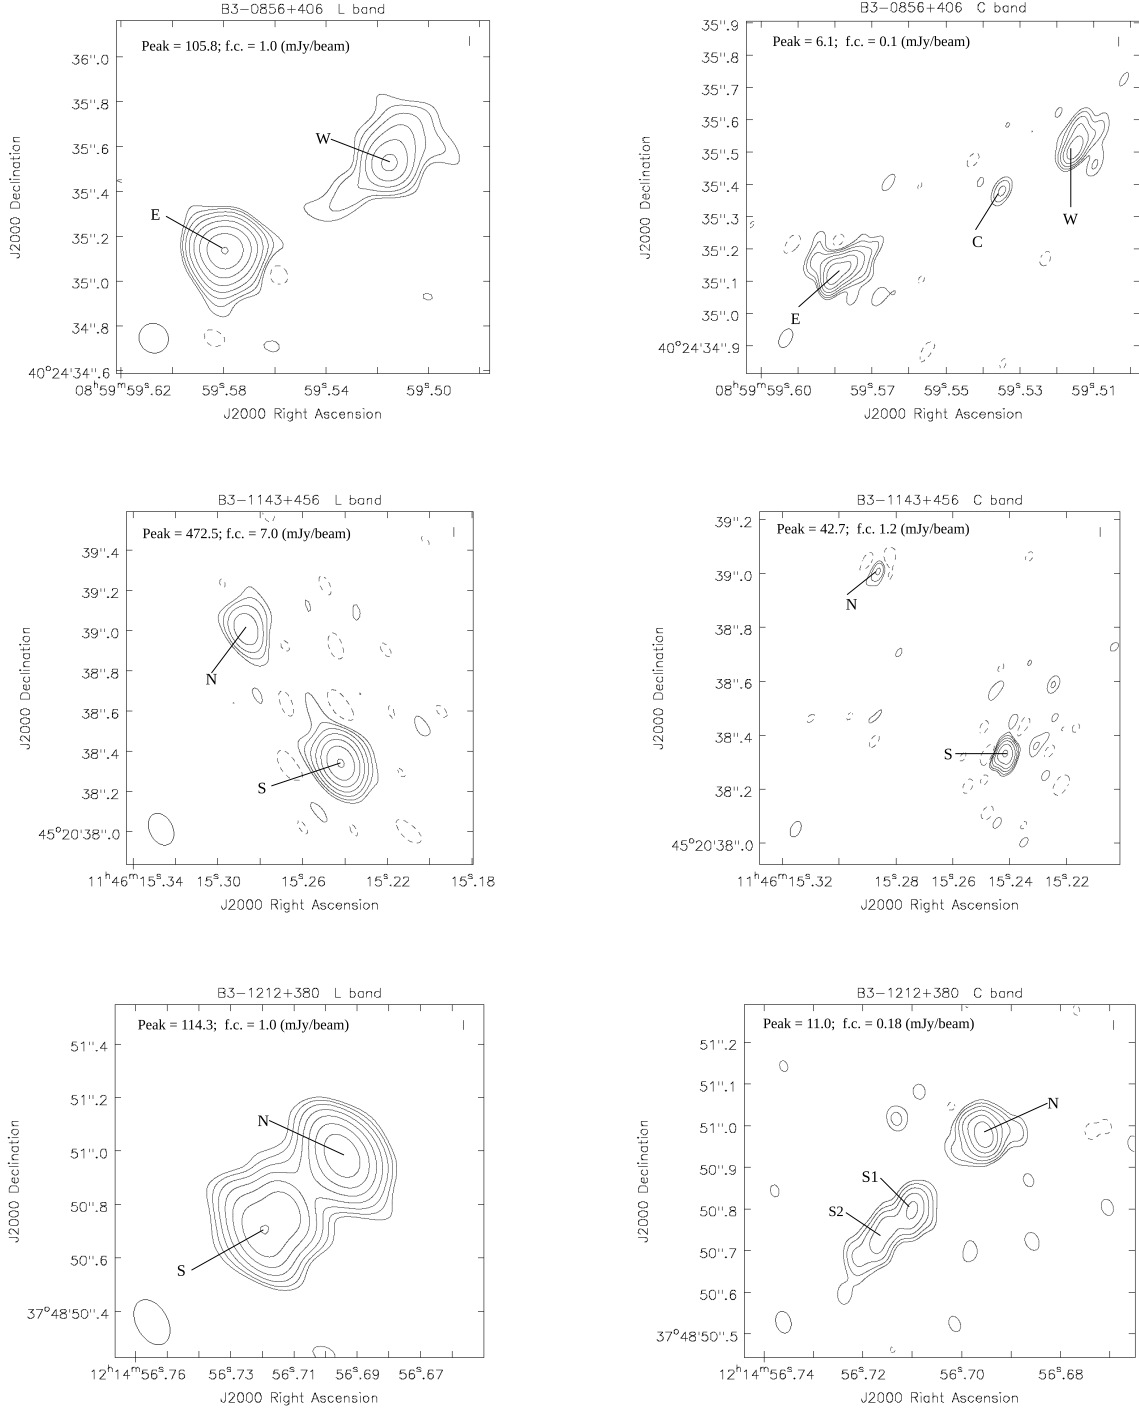 B3-0856+406 L band
Peak = 105.8; f.c. = 1.0 (mJy/beam)
36".0
35".8
35".6
35".4
35".2
35".0
34".8
40°24'34".6
J2000 Declination
W
E
08h59m59s.62 59s.58 59s.54 59s.50
J2000 Right Ascension
B3-0856+406 C band
Peak = 6.1; f.c. = 0.1 (mJy/beam)
35".9
35".8
35".7
35".6
35".5
35".4
35".3
35".2
35".1
35".0
40°24'34".9
J2000 Declination
W
C
E
08h59m59s.60 59s.57 59s.55 59s.53 59s.51
J2000 Right Ascension
B3-1143+456 L band
Peak = 472.5; f.c. = 7.0 (mJy/beam)
39".4
39".2
39".0
38".8
38".6
38".4
38".2
45°20'38".0
J2000 Declination
N
S
11h46m15s.34 15s.30 15s.26 15s.22 15s.18
J2000 Right Ascension
B3-1143+456 C band
Peak = 42.7; f.c. 1.2 (mJy/beam)
39".2
39".0
38".8
38".6
38".4
38".2
45°20'38".0
J2000 Declination
N
S
11h46m15s.32 15s.28 15s.26 15s.24 15s.22
J2000 Right Ascension
B3-1212+380 L band
Peak = 114.3; f.c. = 1.0 (mJy/beam)
51".4
51".2
51".0
50".8
50".6
37°48'50".4
J2000 Declination
N
S
12h14m56s.76 56s.73 56s.71 56s.69 56s.67
J2000 Right Ascension
B3-1212+380 C band
Peak = 11.0; f.c. = 0.18 (mJy/beam)
51".2
51".1
51".0
50".9
50".8
50".7
50".6
37°48'50".5
J2000 Declination
N
S1
S2
12h14m56s.74 56s.72 56s.70 56s.68
J2000 Right Ascension